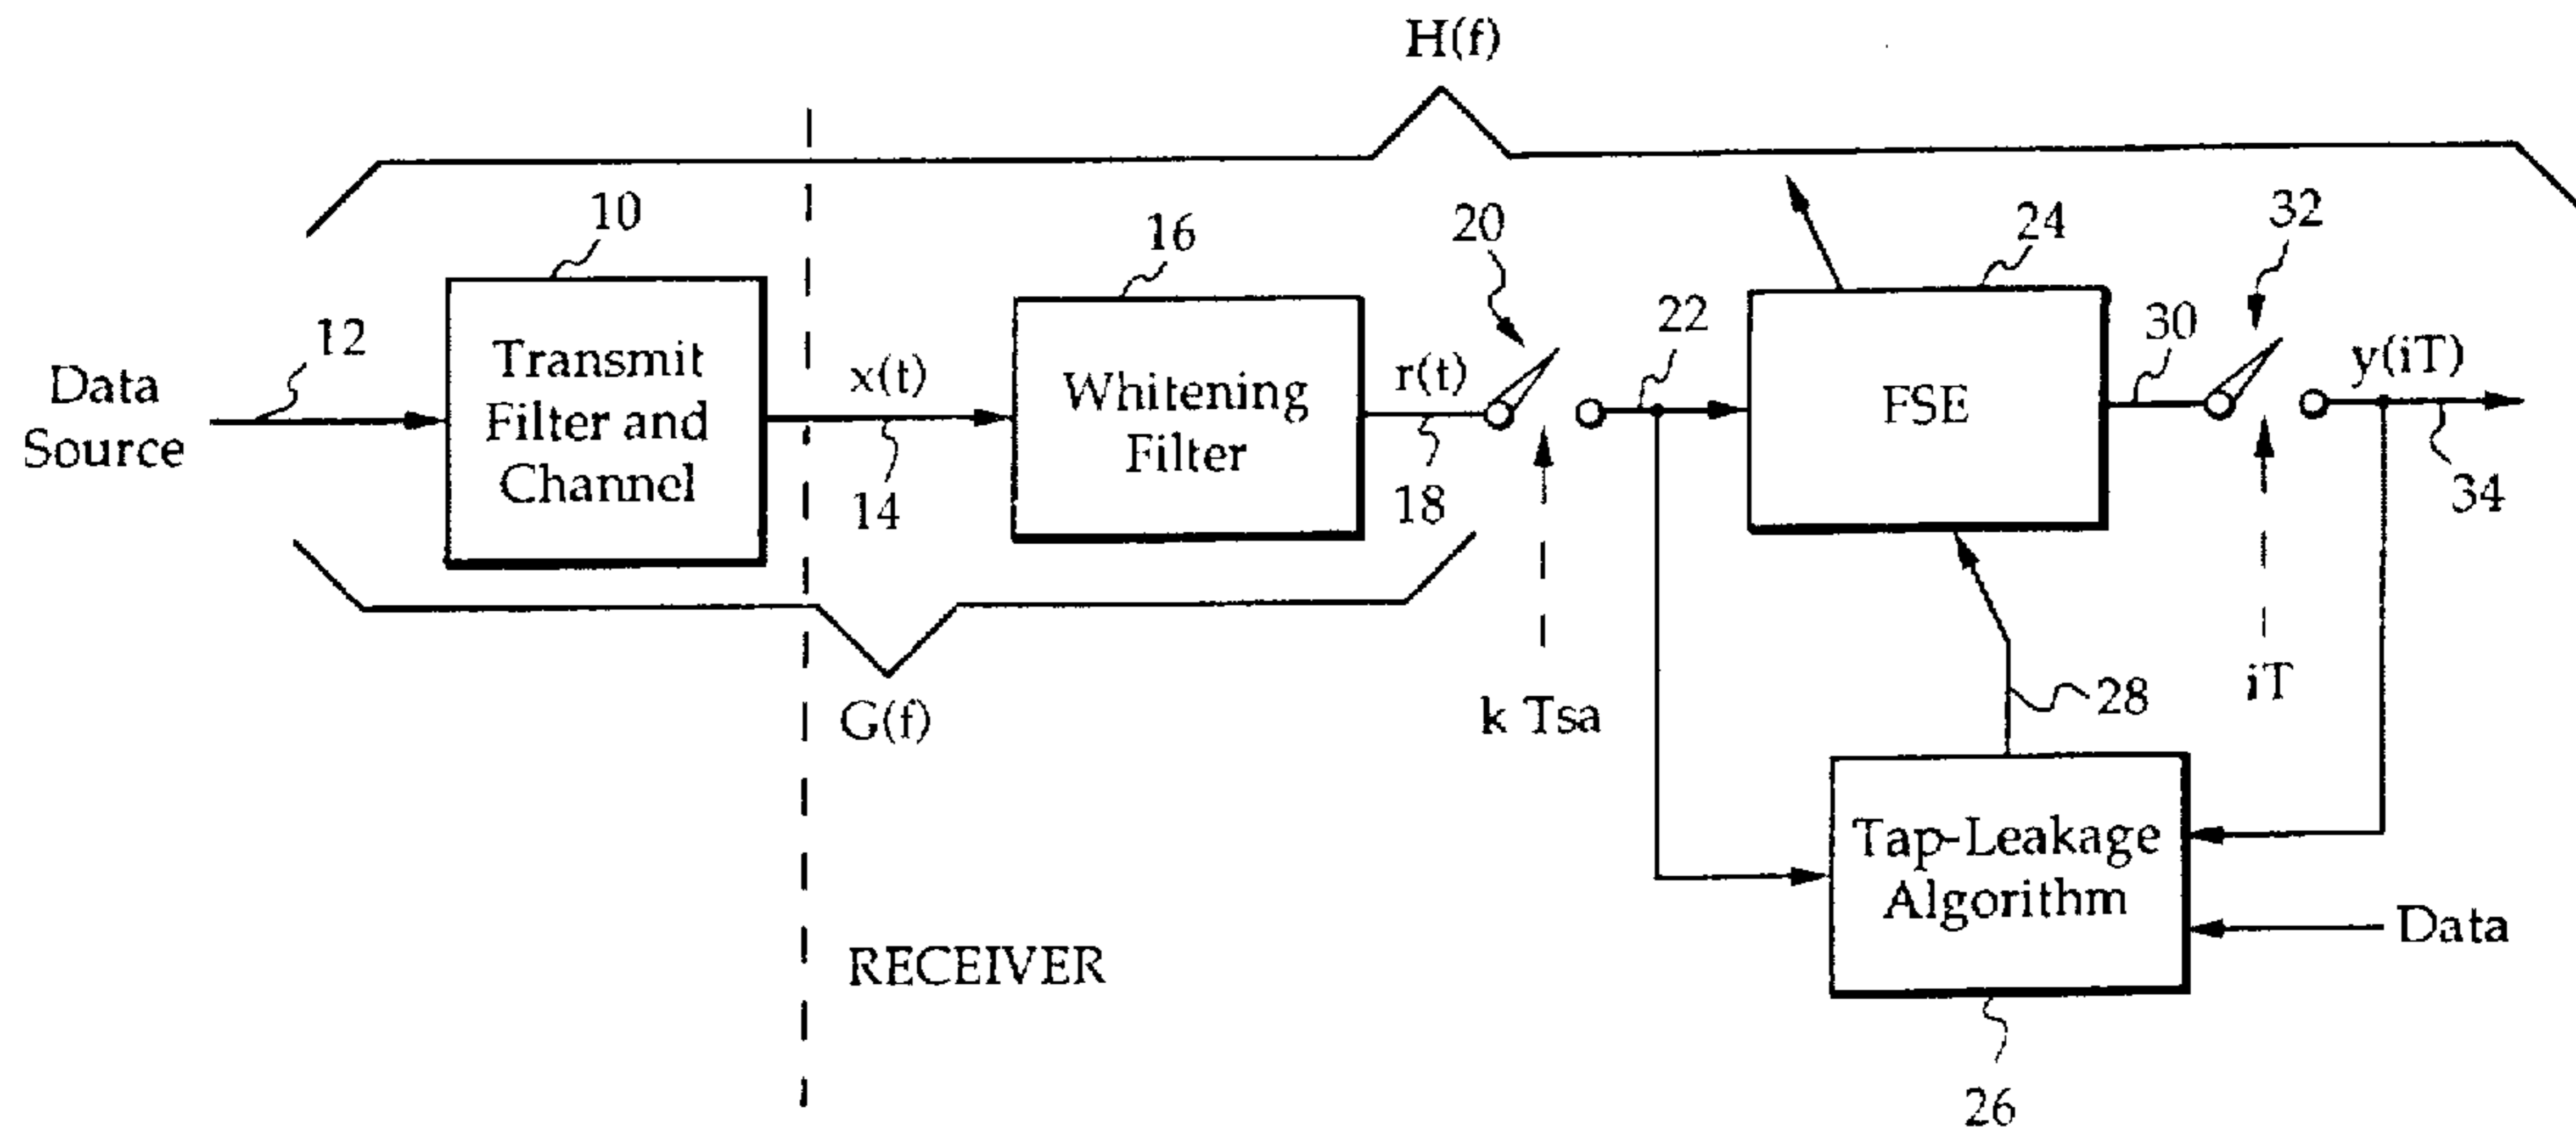 H(f)
10
16
20
24
32
12
Data
Source
Transmit
Filter and
Channel
x(t)
14
Whitening
Filter
r(t)
18
22
FSE
30
y(iT)
34
G(f)
k Tsa
28
iT
Tap-Leakage
Algorithm
Data
RECEIVER
26